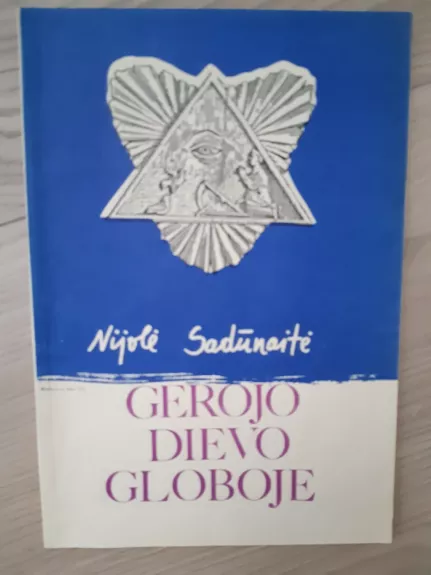 Nijolė Sadūnaitė
GEROJO
DIEVO
GLOBOJE